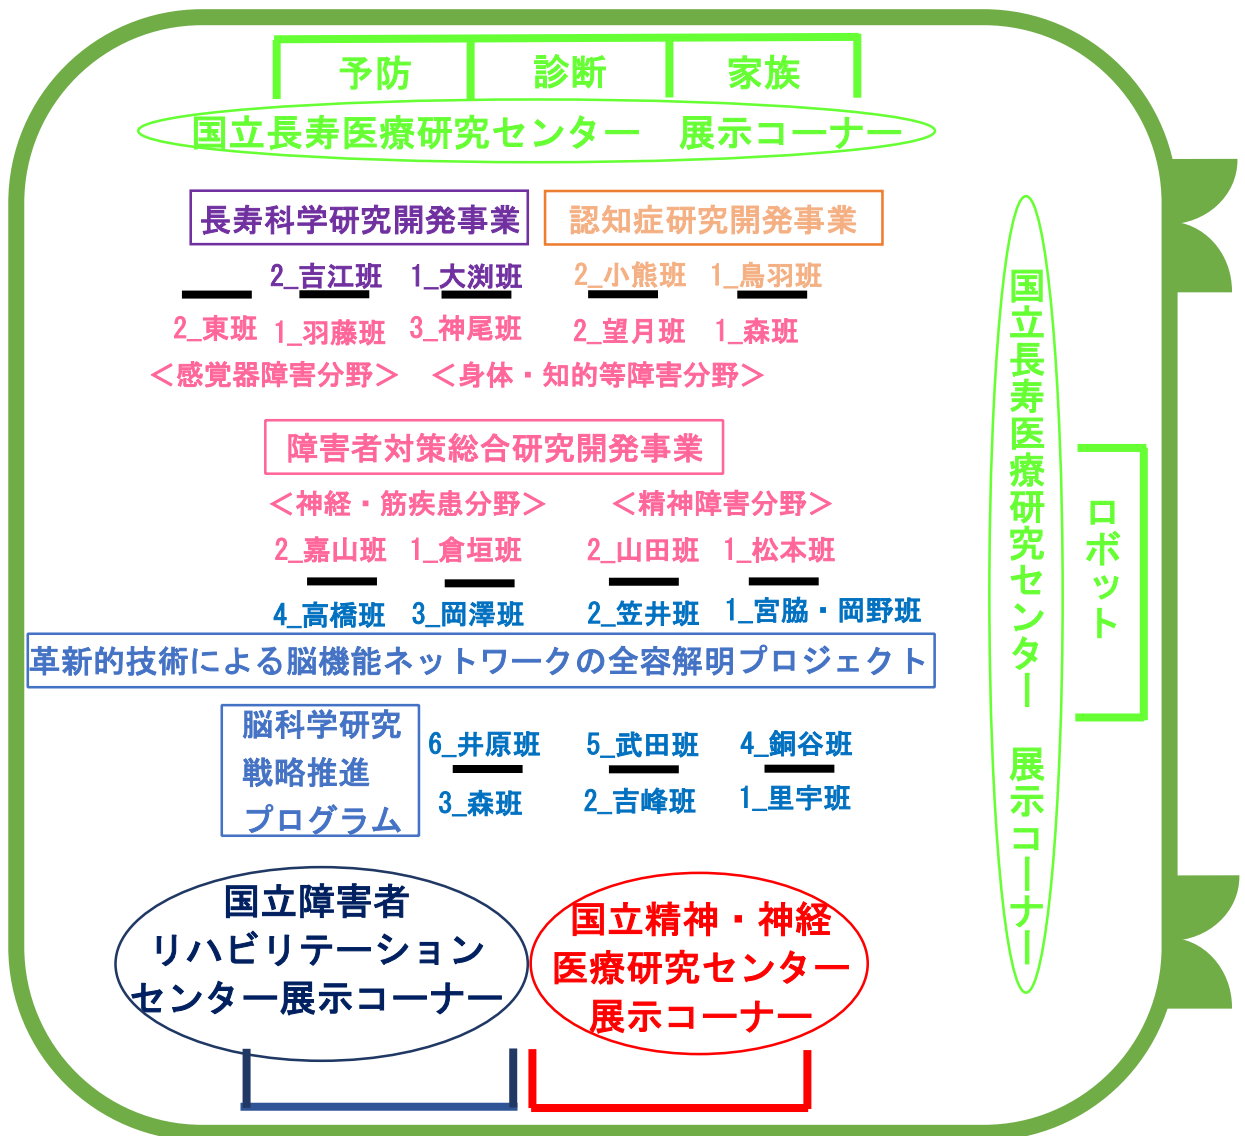 予防
診断
家族
国立長寿医療研究センター　展示コーナー
長寿科学研究開発事業
認知症研究開発事業
2_吉江班
1_大渕班
2_小熊班
1_鳥羽班
2_東班
1_羽藤班
3_神尾班
2_望月班
1_森班
＜感覚器障害分野＞
＜身体・知的等障害分野＞
障害者対策総合研究開発事業
＜神経・筋疾患分野＞
＜精神障害分野＞
2_嘉山班
1_倉垣班
2_山田班
1_松本班
4_高橋班
3_岡澤班
2_笠井班
1_宮脇・岡野班
革新的技術による脳機能ネットワークの全容解明プロジェクト
脳科学研究
戦略推進
プログラム
6_井原班
5_武田班
4_銅谷班
3_森班
2_吉峰班
1_里宇班
国立障害者
リハビリテーション
センター展示コーナー
国立精神・神経
医療研究センター
展示コーナー
国立長寿医療研究センター　展示コーナー
ロボット